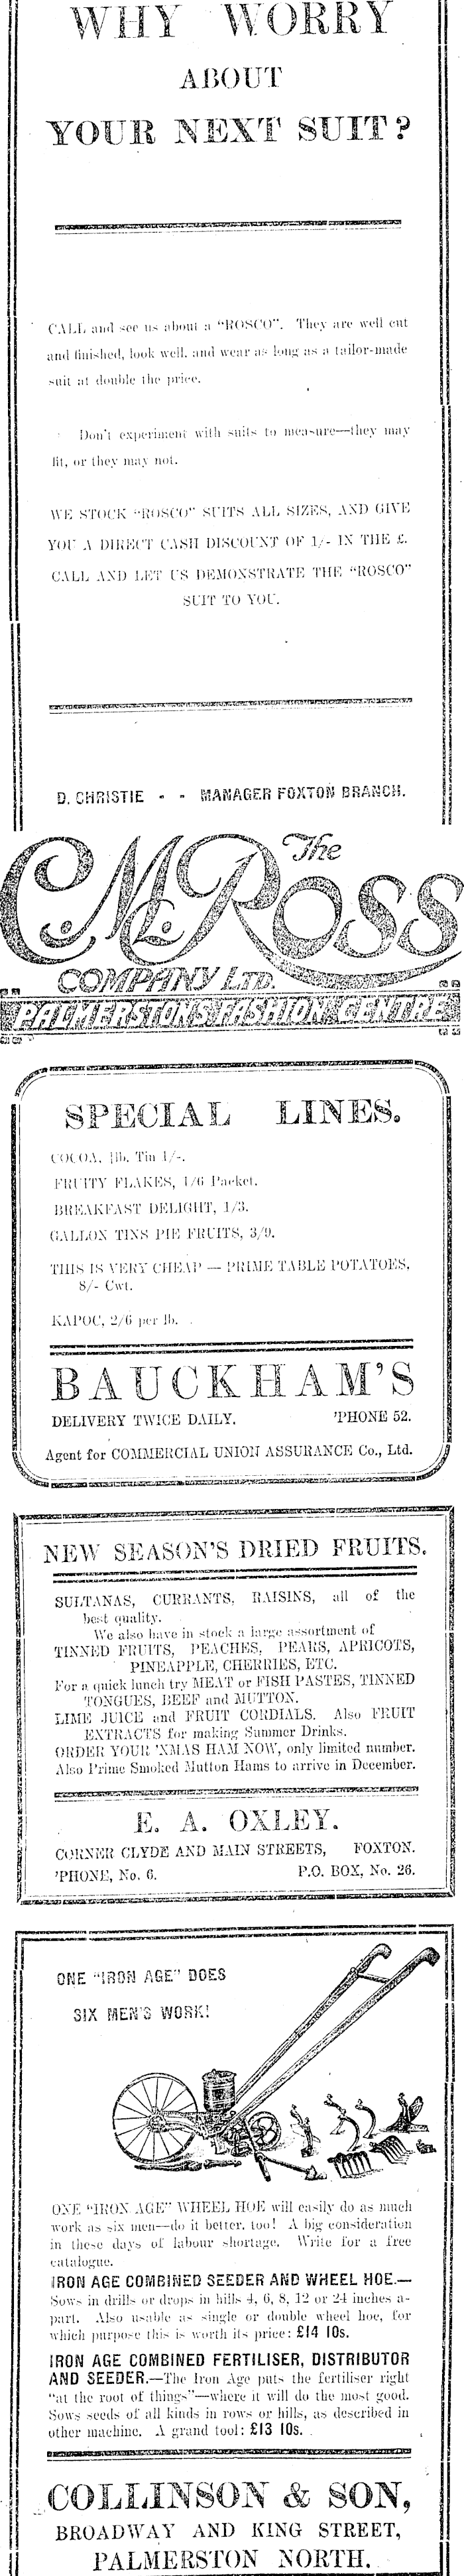 WHY WORRY
ABOUT
YOUR NEXT SUIT?
CALL and see us about a "ROSCO". They are well cut
and finished, look well, and wear as long as a tailor-made
suit at double the price.
Don't experiment with suits to measure—they may
fit, or they may not.
WE STOCK "ROSCO" SUITS ALL SIZES, AND GIVE
YOU A DIRECT CASH DISCOUNT OF 1/- IN THE £.
CALL AND LET US DEMONSTRATE THE "ROSCO"
SUIT TO YOU.
D. CHRISTIE - - MANAGER FOXTON BRANCH.
The
C.M. ROSS
COMPANY LTD.
PALMERSTON'S FASHION CENTRE
SPECIAL LINES.
COCOA, lb. Tin 1/-.
FRUITY FLAKES, 1/6 Packet.
BREAKFAST DELIGHT, 1/3.
GALLON TINS PIE FRUITS, 3/9.
THIS IS VERY CHEAP — PRIME TABLE POTATOES,
8/- Cwt.
KAPOC, 2/6 per lb.
BAUCKHAM'S
DELIVERY TWICE DAILY. 'PHONE 52.
Agent for COMMERCIAL UNION ASSURANCE Co., Ltd.
NEW SEASON'S DRIED FRUITS.
SULTANAS, CURRANTS, RAISINS, all of the
best quality.
We also have in stock a large assortment of
TINNED FRUITS, PEACHES, PEARS, APRICOTS,
PINEAPPLE, CHERRIES, ETC.
For a quick lunch try MEAT or FISH PASTES, TINNED
TONGUES, BEEF and MUTTON.
LIME JUICE and FRUIT CORDIALS. Also FRUIT
EXTRACTS for making Summer Drinks.
ORDER YOUR 'XMAS HAM NOW, only limited number.
Also Prime Smoked Mutton Hams to arrive in December.
E. A. OXLEY.
CORNER CLYDE AND MAIN STREETS, FOXTON.
'PHONE, No. 6. P.O. BOX, No. 26.
ONE "IRON AGE" DOES
SIX MEN'S WORK!
ONE "IRON AGE" WHEEL HOE will easily do as much
work as six men—do it better, too! A big consideration
in these days of labour shortage. Write for a free
catalogue.
IRON AGE COMBINED SEEDER AND WHEEL HOE.—
Sows in drills or drops in hills 4, 6, 8, 12 or 24 inches a-
part. Also usable as single or double wheel hoe, for
which purpose this is worth its price: £14 10s.
IRON AGE COMBINED FERTILISER, DISTRIBUTOR
AND SEEDER.—The Iron Age puts the fertiliser right
"at the root of things"—where it will do the most good.
Sows seeds of all kinds in rows or hills, as described in
other machine. A grand tool: £13 10s.
COLLINSON & SON,
BROADWAY AND KING STREET,
PALMERSTON NORTH.